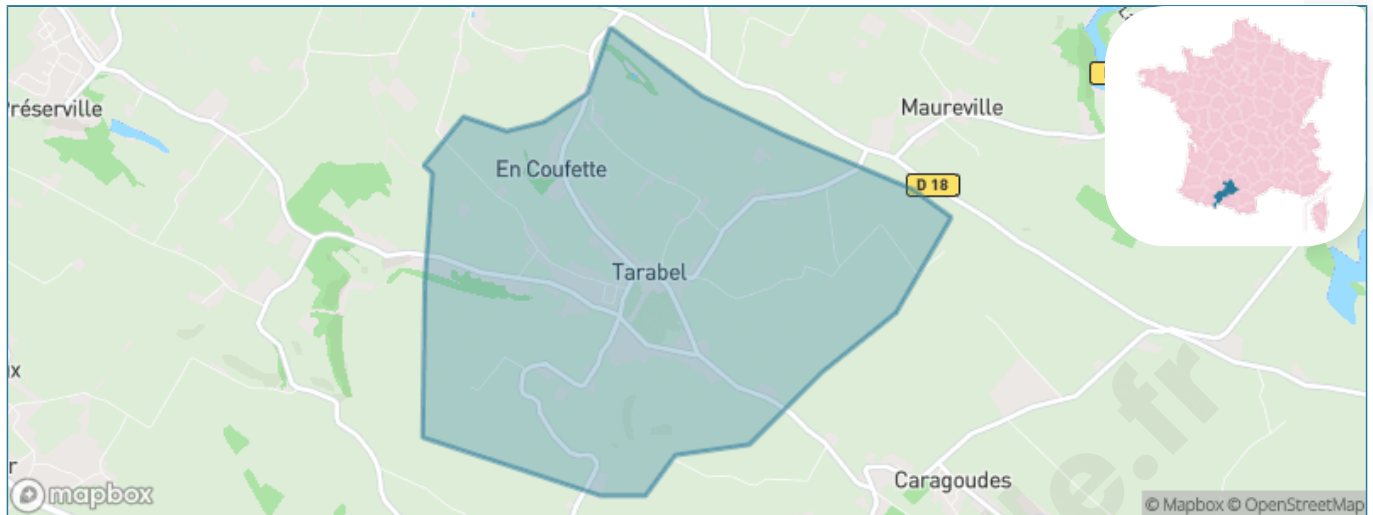 Préserville
Maureville
En Coufette
D 18
Tarabel
Caragoudes
mapbox
© Mapbox © OpenStreetMap